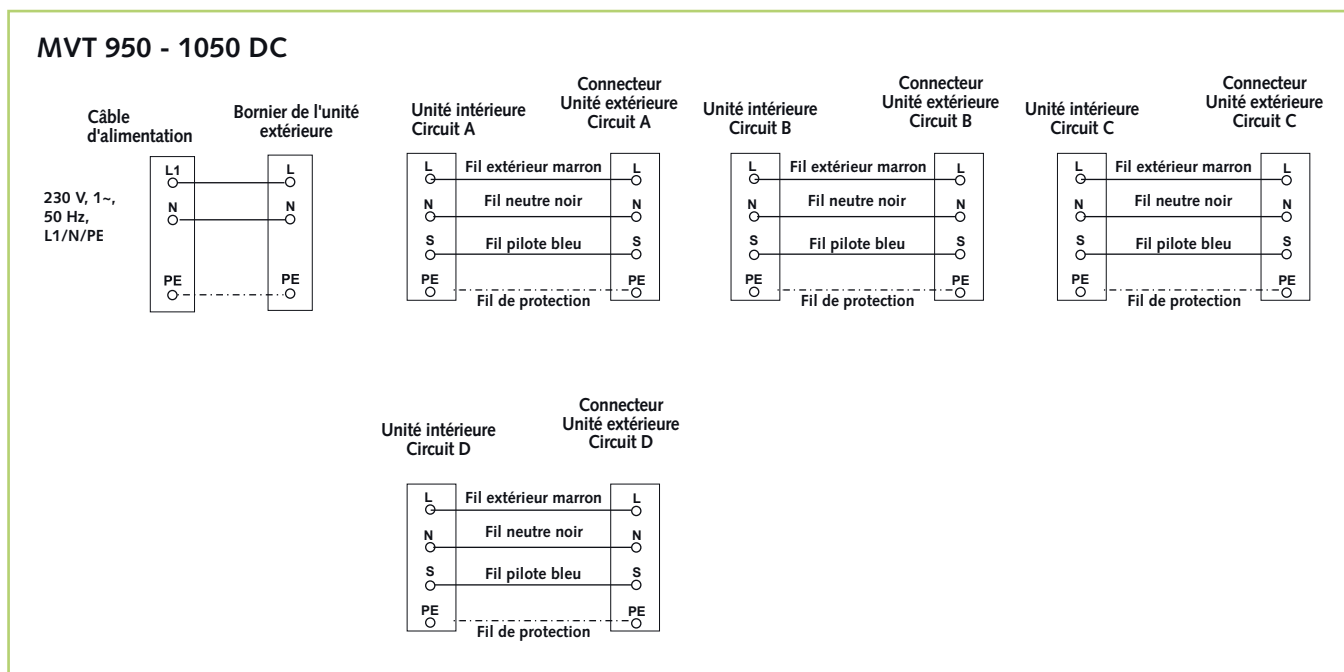 MVT 950 - 1050 DC
Câble
d'alimentation
Bornier de l'unité
extérieure
230 V, 1~,
50 Hz,
L1/N/PE
L1
L
N
N
PE
PE
Unité intérieure
Circuit A
Connecteur
Unité extérieure
Circuit A
L Fil extérieur marron L
N Fil neutre noir N
S Fil pilote bleu S
PE Fil de protection PE
Unité intérieure
Circuit B
Connecteur
Unité extérieure
Circuit B
L Fil extérieur marron L
N Fil neutre noir N
S Fil pilote bleu S
PE Fil de protection PE
Unité intérieure
Circuit C
Connecteur
Unité extérieure
Circuit C
L Fil extérieur marron L
N Fil neutre noir N
S Fil pilote bleu S
PE Fil de protection PE
Unité intérieure
Circuit D
Connecteur
Unité extérieure
Circuit D
L Fil extérieur marron L
N Fil neutre noir N
S Fil pilote bleu S
PE Fil de protection PE